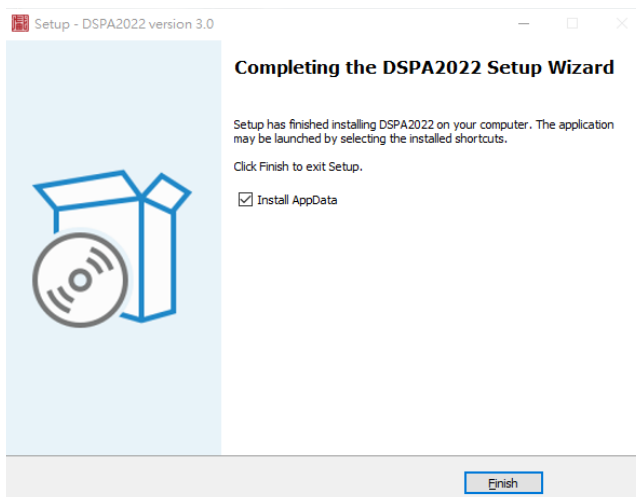 Setup - DSPA2022 version 3.0
Completing the DSPA2022 Setup Wizard
Setup has finished installing DSPA2022 on your computer. The application
may be launched by selecting the installed shortcuts.
Click Finish to exit Setup.
Install AppData
Finish